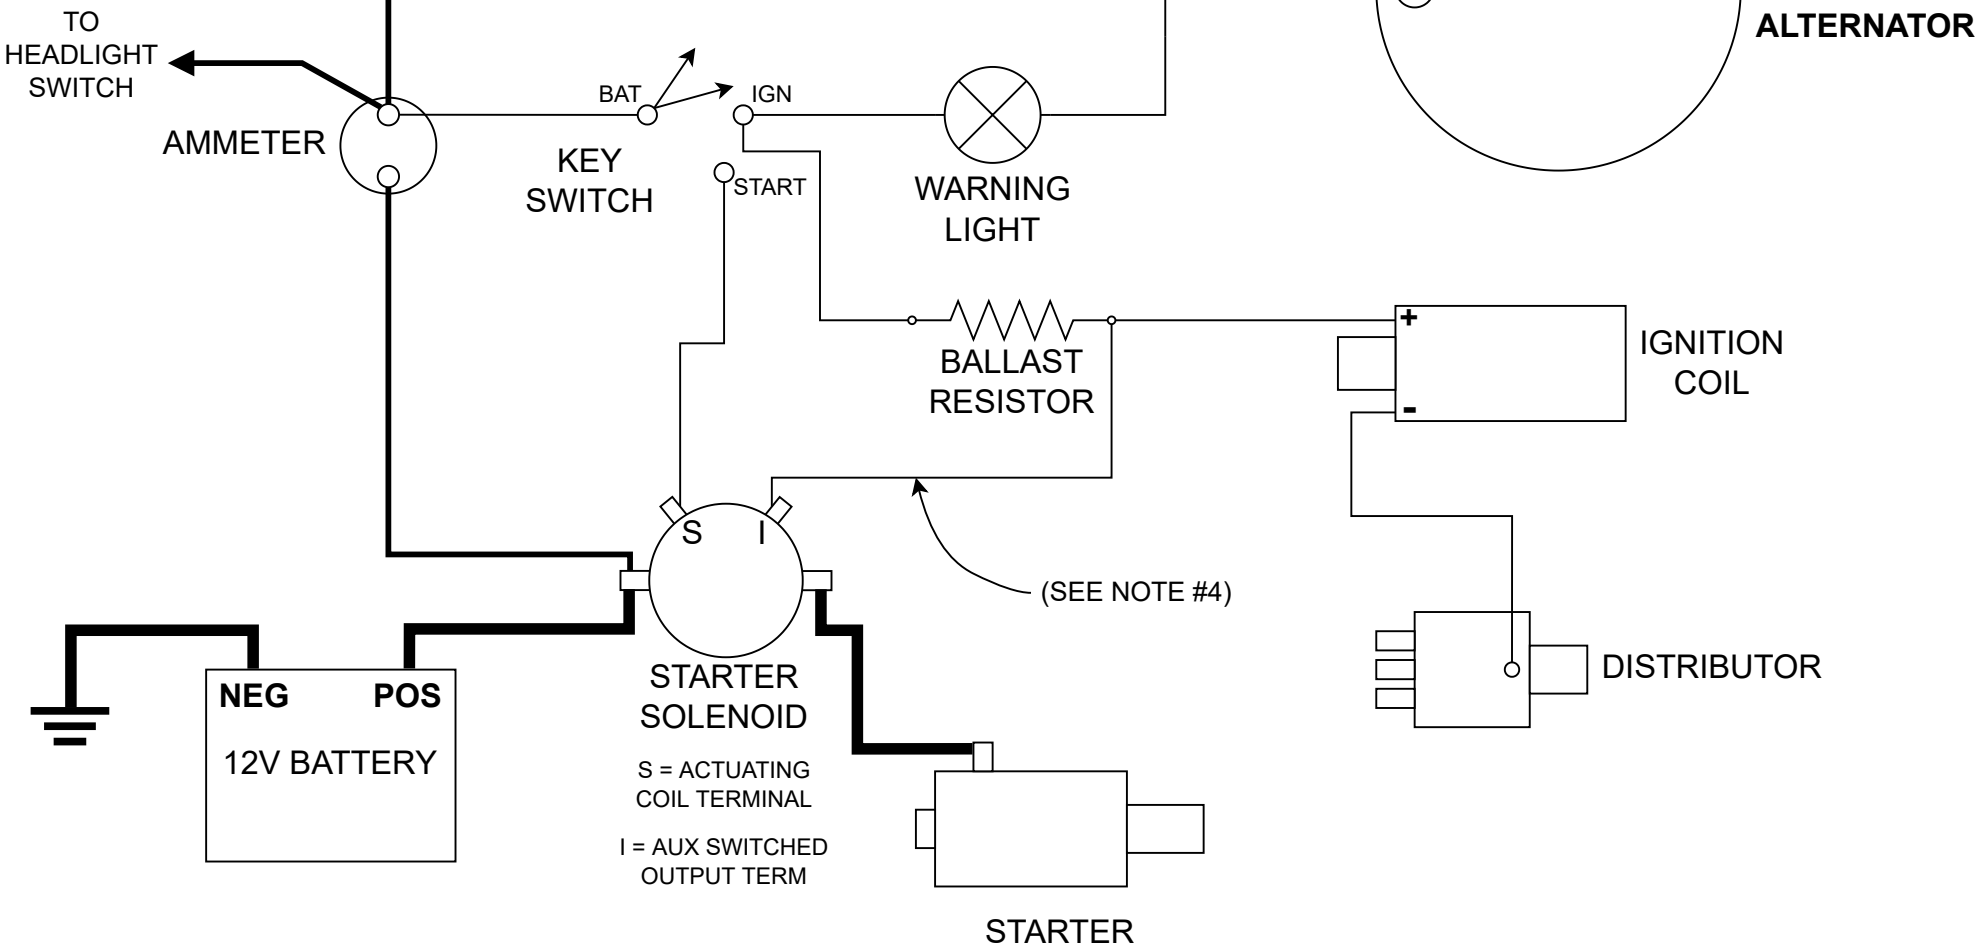 TO
HEADLIGHT
SWITCH
ALTERNATOR
AMMETER
BAT
IGN
KEY
SWITCH
START
WARNING
LIGHT
BALLAST
RESISTOR
+
-
IGNITION
COIL
S
I
(SEE NOTE #4)
NEG
POS
12V BATTERY
STARTER
SOLENOID
S = ACTUATING
COIL TERMINAL
I = AUX SWITCHED
OUTPUT TERM
DISTRIBUTOR
STARTER